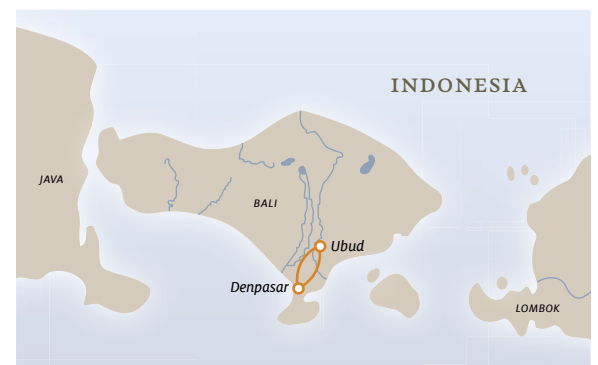 INDONESIA
JAVA
BALI
Ubud
Denpasar
LOMBOK